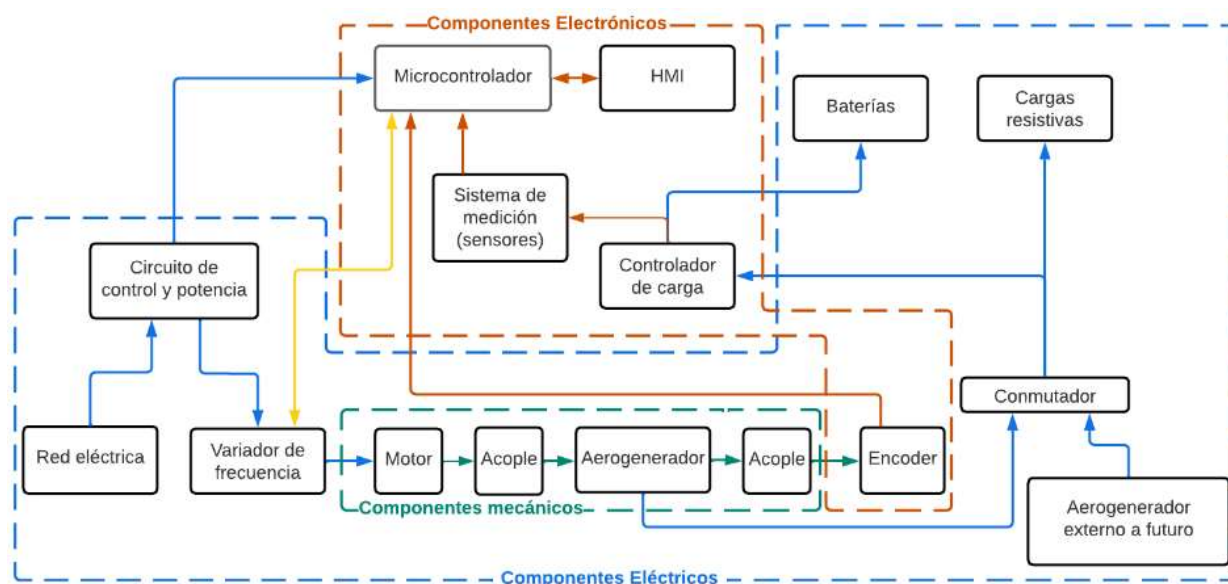 Componentes Electrónicos
Microcontrolador
HMI
Baterías
Cargas
resistivas
Sistema de
medición
(sensores)
Circuito de
control y potencia
Controlador
de carga
Conmutador
Red eléctrica
Variador de
frecuencia
Motor
Acople
Aerogenerador
Acople
Encoder
Aerogenerador
externo a futuro
Componentes mecánicos
Componentes Eléctricos